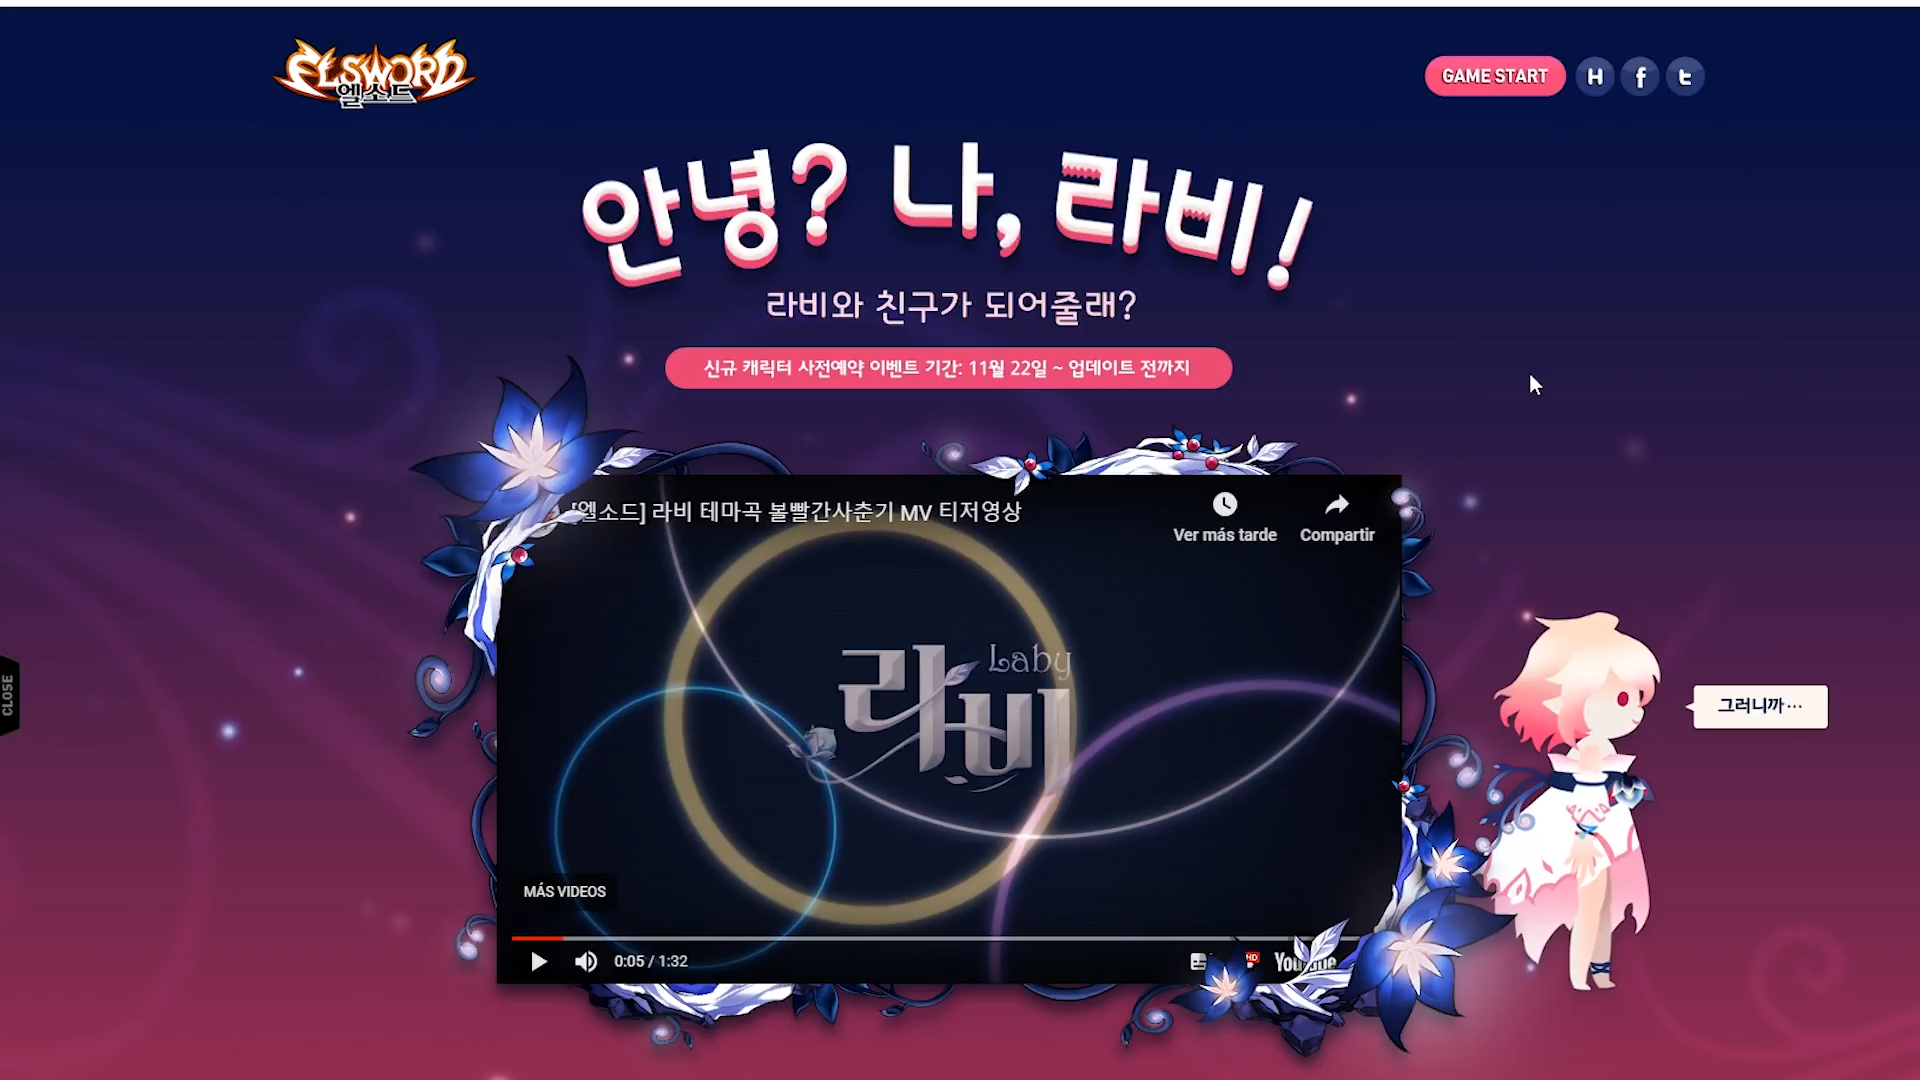 ELSWORD
엘소드
GAME START
H
f
t
안녕? 나, 라비!
라비와 친구가 되어줄래?
신규 캐릭터 사전예약 이벤트 기간: 11월 22일 ~ 업데이트 전까지
[엘소드] 라비 테마곡 볼빨간사춘기 MV 티저영상
Ver más tarde
Compartir
Laby
라비
CLOSE
그러니까…
MÁS VIDEOS
0:05 / 1:32
HD
YouTube